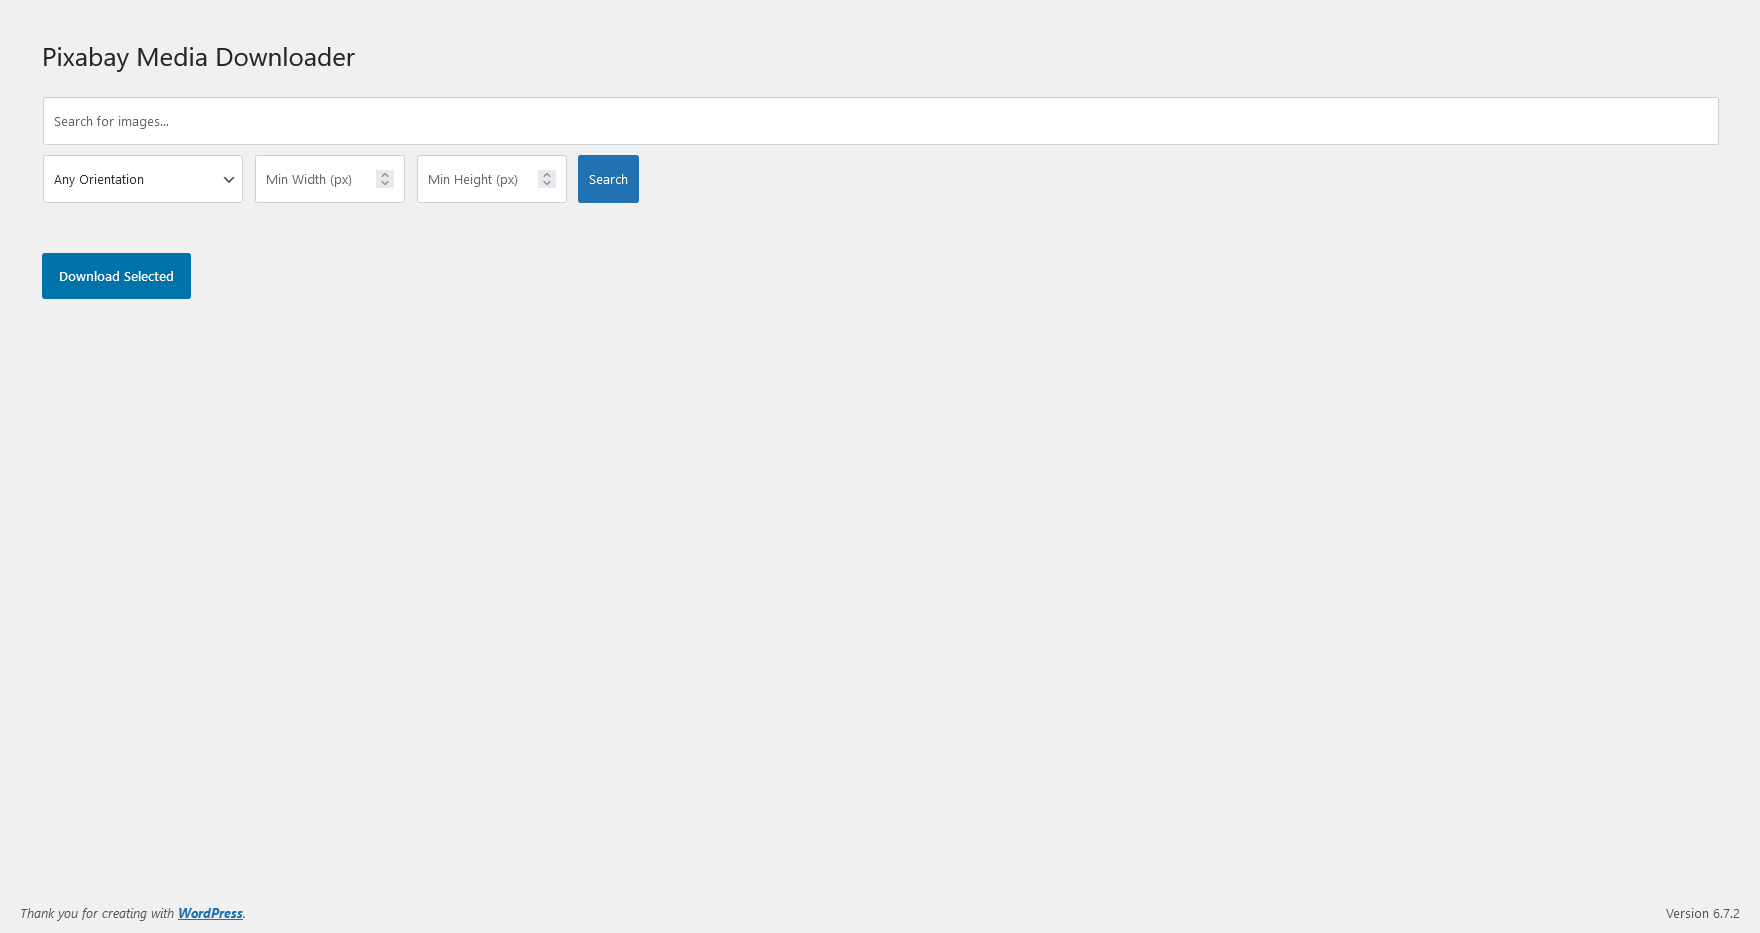 Pixabay Media Downloader
Search for images...
Any Orientation
Min Width (px)
Min Height (px)
Search
Download Selected
Thank you for creating with WordPress.
Version 6.7.2